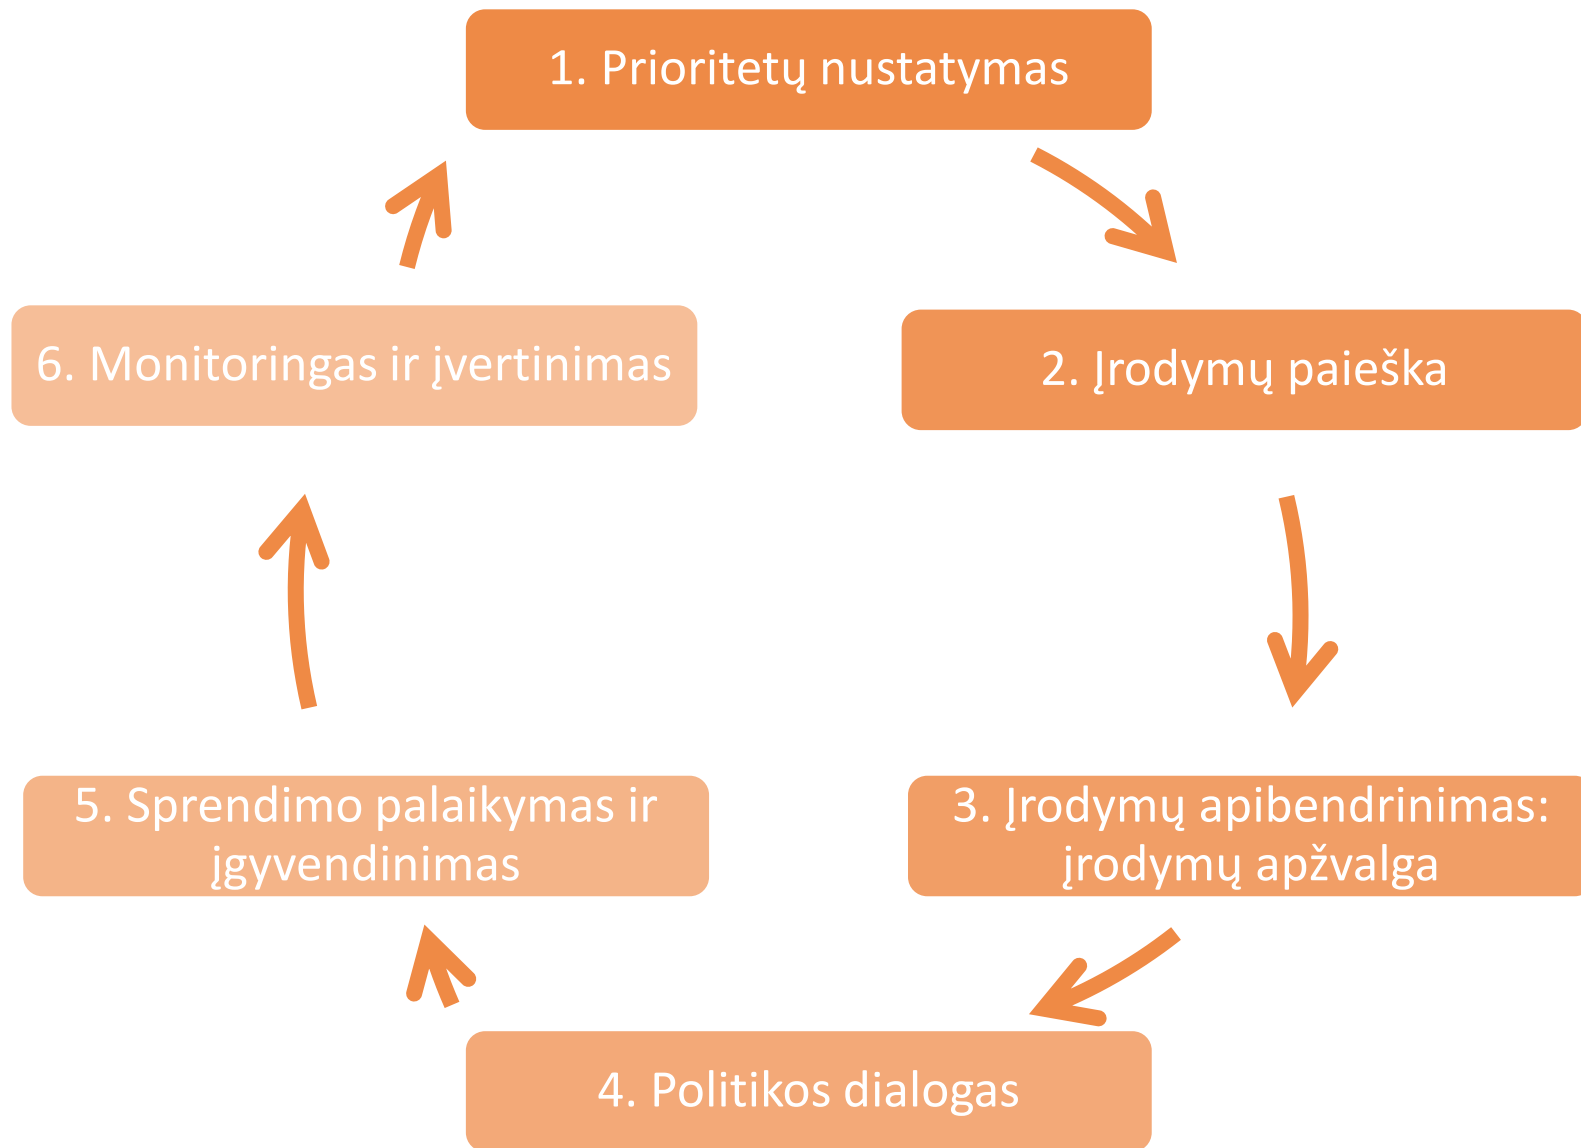 1. Prioritetų nustatymas
2. Įrodymų paieška
3. Įrodymų apibendrinimas:
įrodymų apžvalga
4. Politikos dialogas
5. Sprendimo palaikymas ir
įgyvendinimas
6. Monitoringas ir įvertinimas